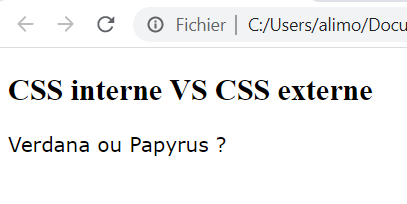 Fichier | C:/Users/alimo/Docu
CSS interne VS CSS externe
Verdana ou Papyrus ?